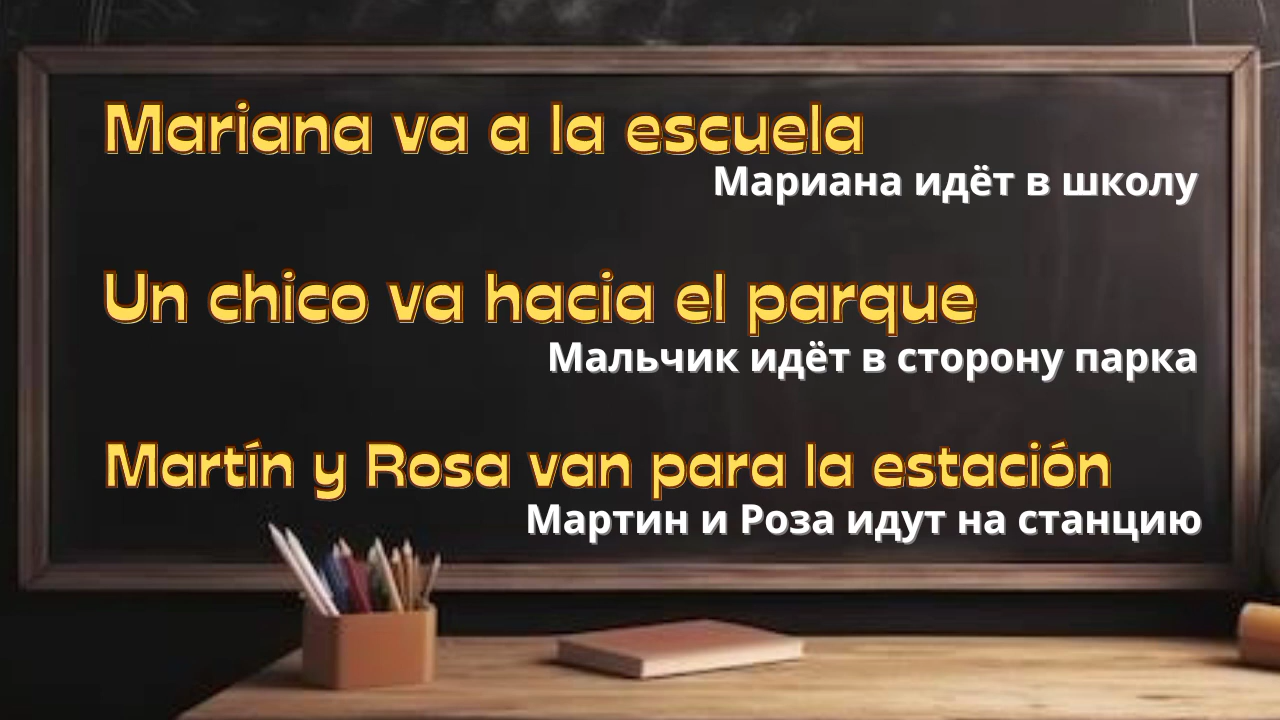 Mariana va a la escuela
Мариана идёт в школу
Un chico va hacia el parque
Мальчик идёт в сторону парка
Martín y Rosa van para la estación
Мартин и Роза идут на станцию